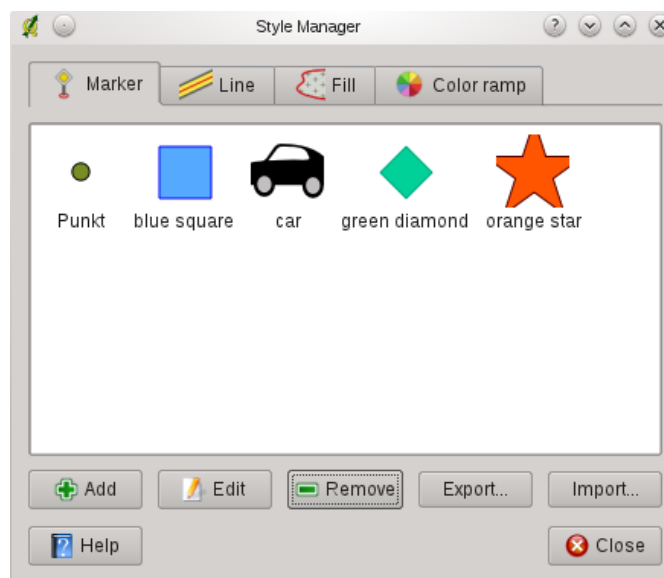 Style Manager
Marker Line Fill Color ramp
Punkt blue square car green diamond orange star
Add Edit Remove Export... Import...
Help Close